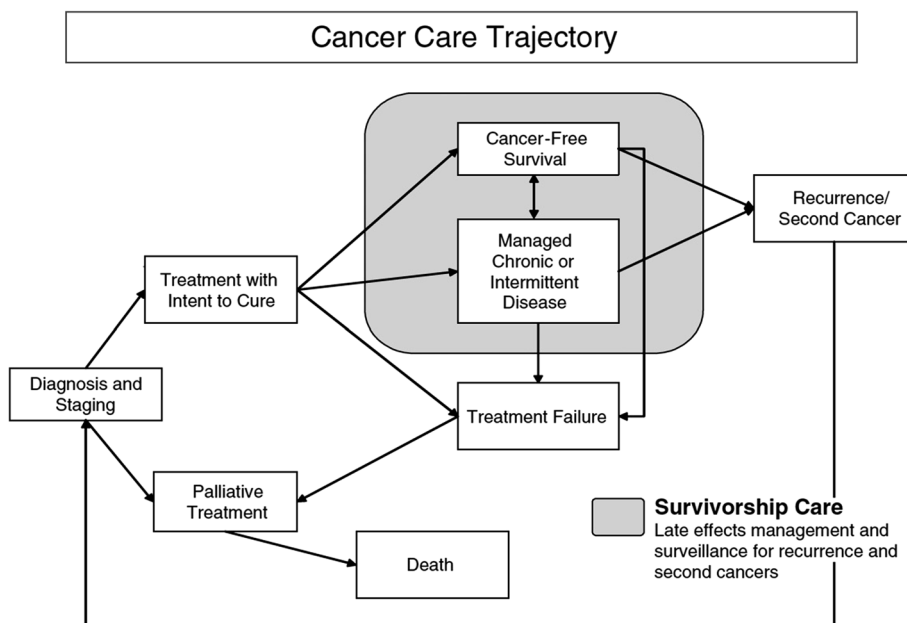 Cancer Care Trajectory
Cancer-Free
Survival
Recurrence/
Second Cancer
Managed
Chronic or
Intermittent
Disease
Treatment with
Intent to Cure
Diagnosis and
Staging
Treatment Failure
Palliative
Treatment
Death
Survivorship Care
Late effects management and
surveillance for recurrence and
second cancers